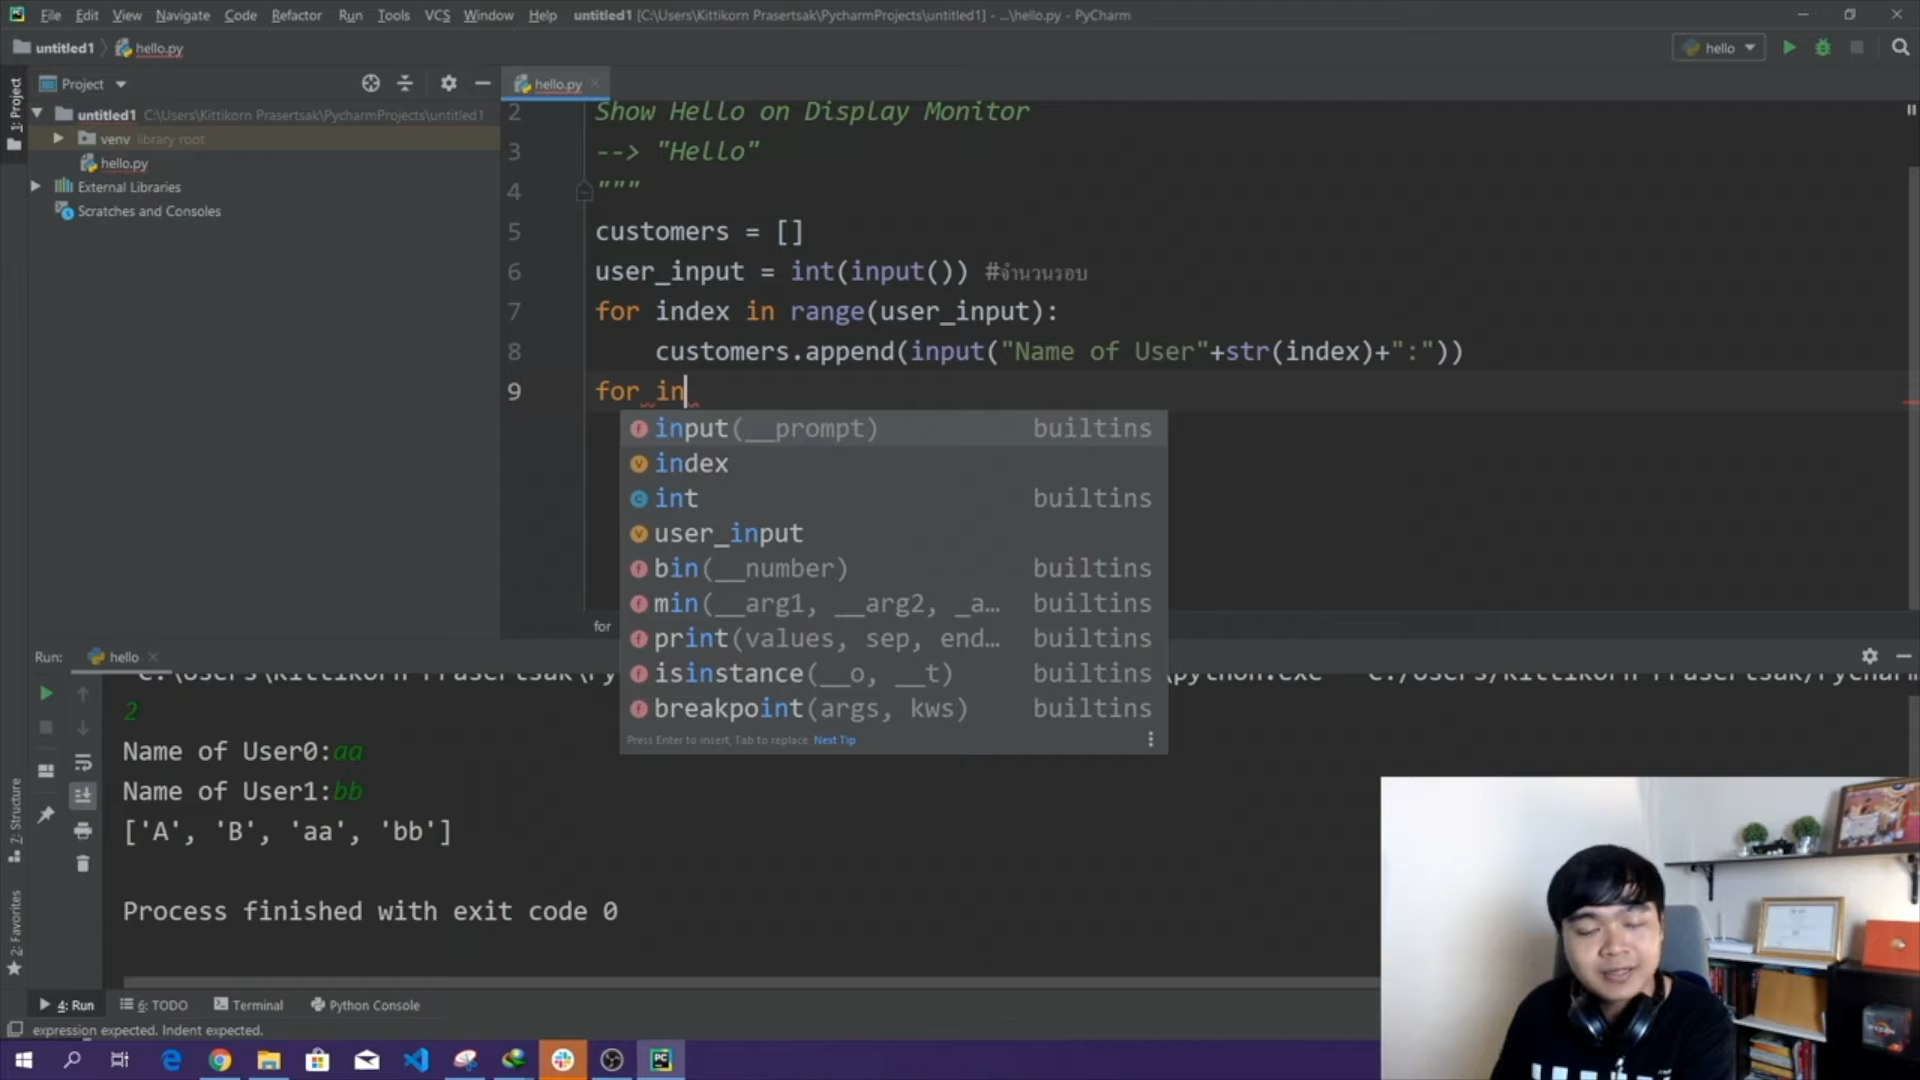 File Edit View Navigate Code Refactor Run Tools VCS Window Help untitled1 [C:\Users\Kittikorn Prasertsak\PycharmProjects\untitled1] - ...\hello.py - PyCharm
untitled1 hello.py
hello
1: Project
Project
hello.py
untitled1 C:\Users\Kittikorn Prasertsak\PycharmProjects\untitled1
venv library root
hello.py
External Libraries
Scratches and Consoles
2 Show Hello on Display Monitor
3 --> "Hello"
4 """
5 customers = []
6 user_input = int(input()) #จำนวนรอบ
7 for index in range(user_input):
8 customers.append(input("Name of User"+str(index)+":"))
9 for in
input(__prompt) builtins
index
int builtins
user_input
bin(__number) builtins
min(__arg1, __arg2, _a… builtins
print(values, sep, end… builtins
isinstance(__o, __t) builtins
breakpoint(args, kws) builtins
Press Enter to insert, Tab to replace Next Tip
for
Run: hello
2
Name of User0:aa
Name of User1:bb
['A', 'B', 'aa', 'bb']
Process finished with exit code 0
7: Structure
2: Favorites
4: Run 6: TODO Terminal Python Console
expression expected. Indent expected.